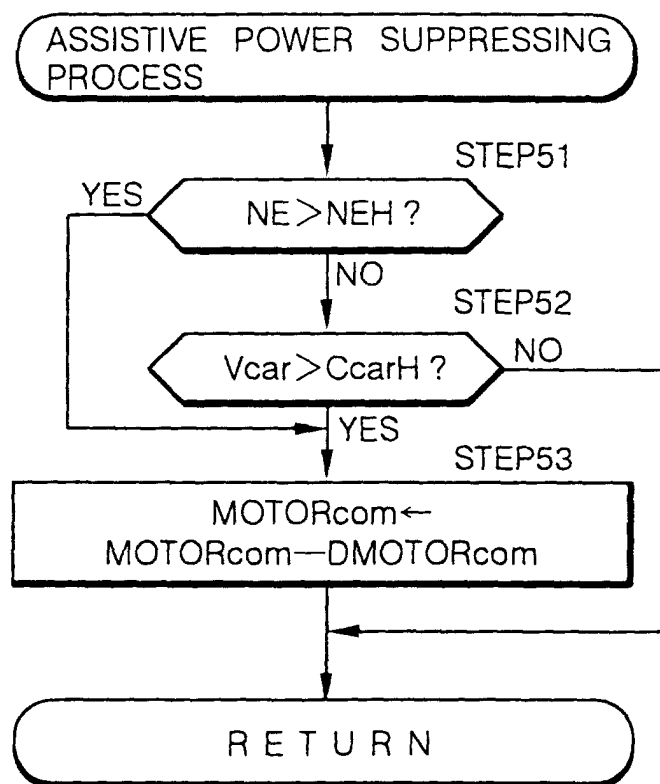 ASSISTIVE POWER SUPPRESSING
PROCESS
STEP51
YES
NE>NEH ?
NO
STEP52
Vcar>CcarH ?
NO
YES
STEP53
MOTORcom←
MOTORcom—DMOTORcom
RETURN